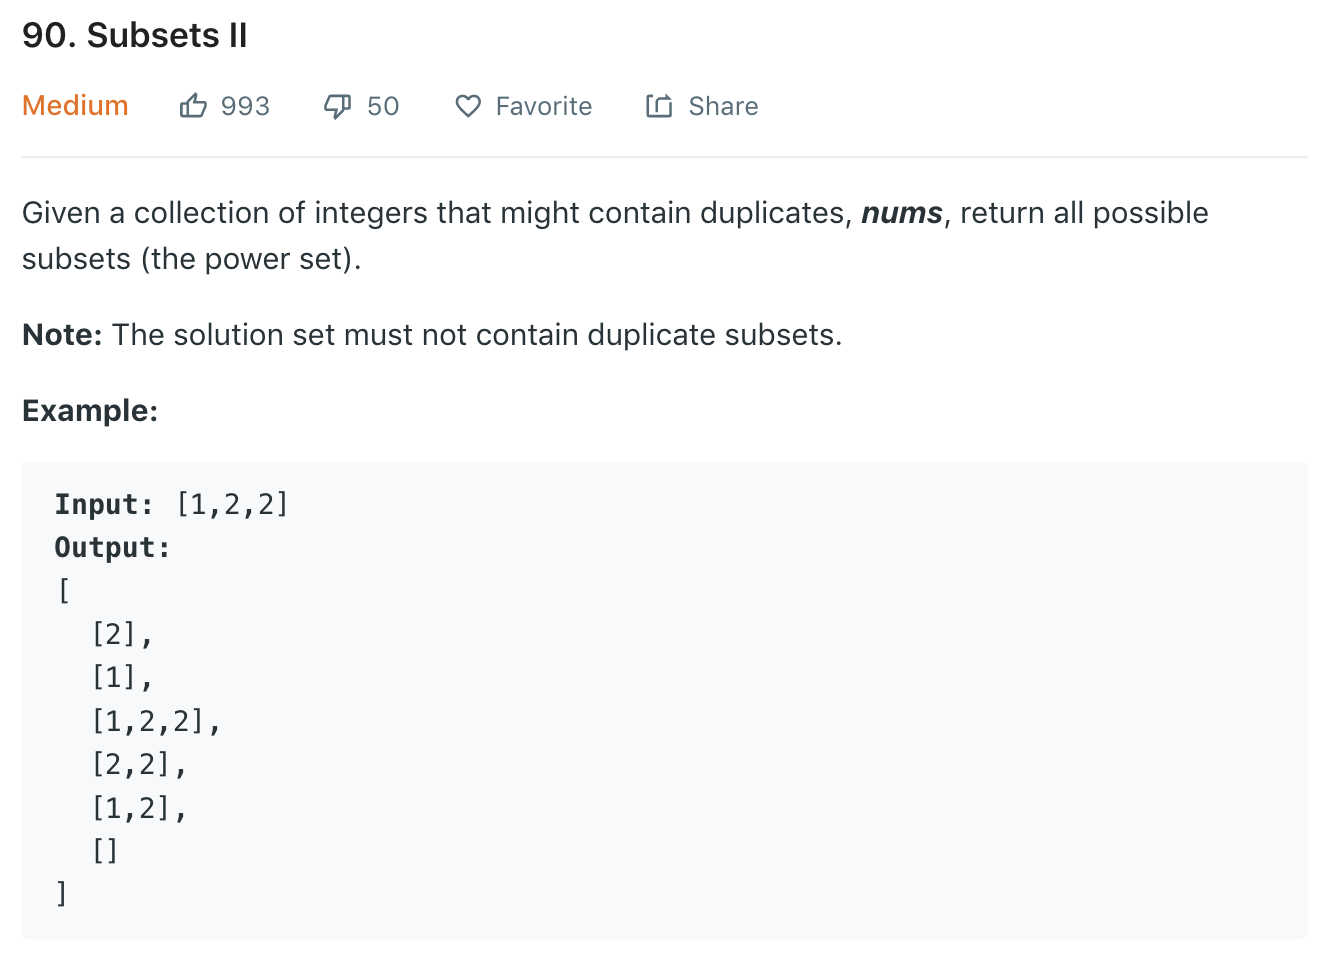 90. Subsets II
Medium 993 50 Favorite Share
Given a collection of integers that might contain duplicates, nums, return all possible
subsets (the power set).
Note: The solution set must not contain duplicate subsets.
Example:
Input: [1,2,2]
Output:
[
  [2],
  [1],
  [1,2,2],
  [2,2],
  [1,2],
  []
]